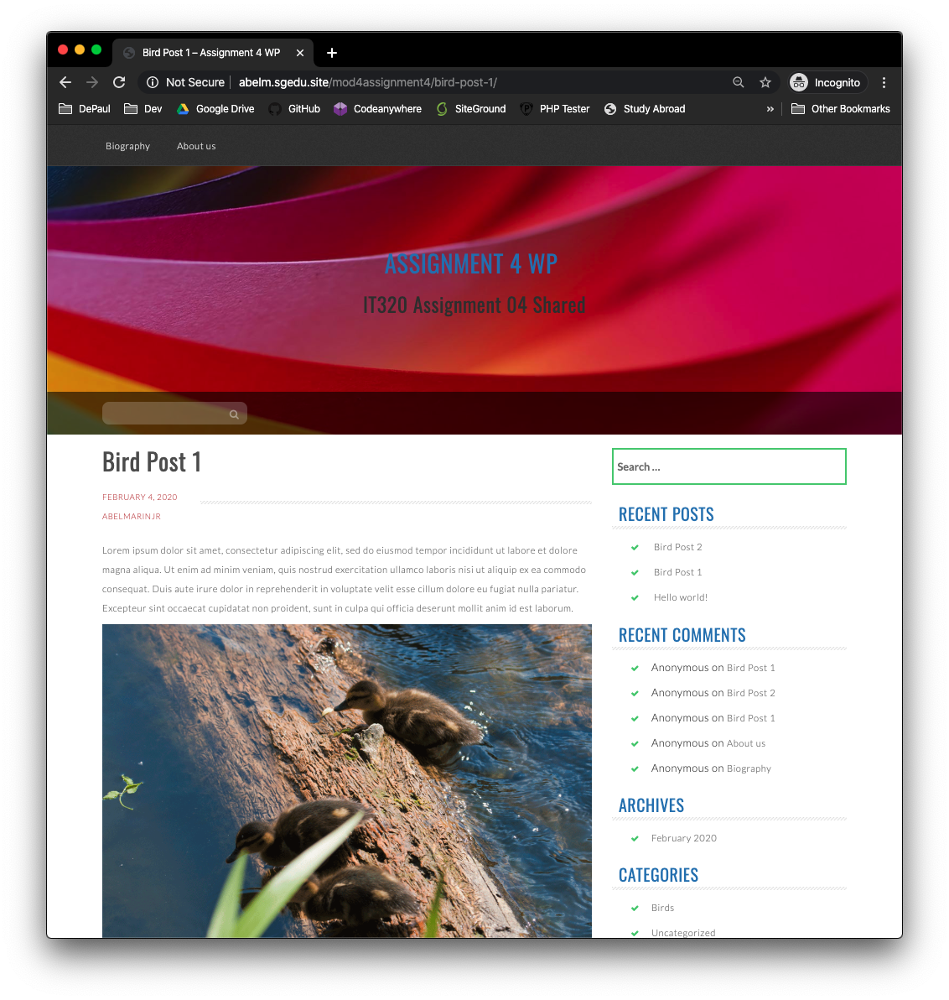 Bird Post 1 – Assignment 4 WP
Not Secure
abelm.sgedu.site/mod4assignment4/bird-post-1/
Incognito
DePaul Dev Google Drive GitHub Codeanywhere SiteGround PHP Tester Study Abroad » Other Bookmarks
Biography About us
ASSIGNMENT 4 WP
IT320 Assignment 04 Shared
Bird Post 1
FEBRUARY 4, 2020
ABELMARINJR
Lorem ipsum dolor sit amet, consectetur adipiscing elit, sed do eiusmod tempor incididunt ut labore et dolore
magna aliqua. Ut enim ad minim veniam, quis nostrud exercitation ullamco laboris nisi ut aliquip ex ea commodo
consequat. Duis aute irure dolor in reprehenderit in voluptate velit esse cillum dolore eu fugiat nulla pariatur.
Excepteur sint occaecat cupidatat non proident, sunt in culpa qui officia deserunt mollit anim id est laborum.
Search ...
RECENT POSTS
Bird Post 2
Bird Post 1
Hello world!
RECENT COMMENTS
Anonymous on Bird Post 1
Anonymous on Bird Post 2
Anonymous on Bird Post 1
Anonymous on About us
Anonymous on Biography
ARCHIVES
February 2020
CATEGORIES
Birds
Uncategorized